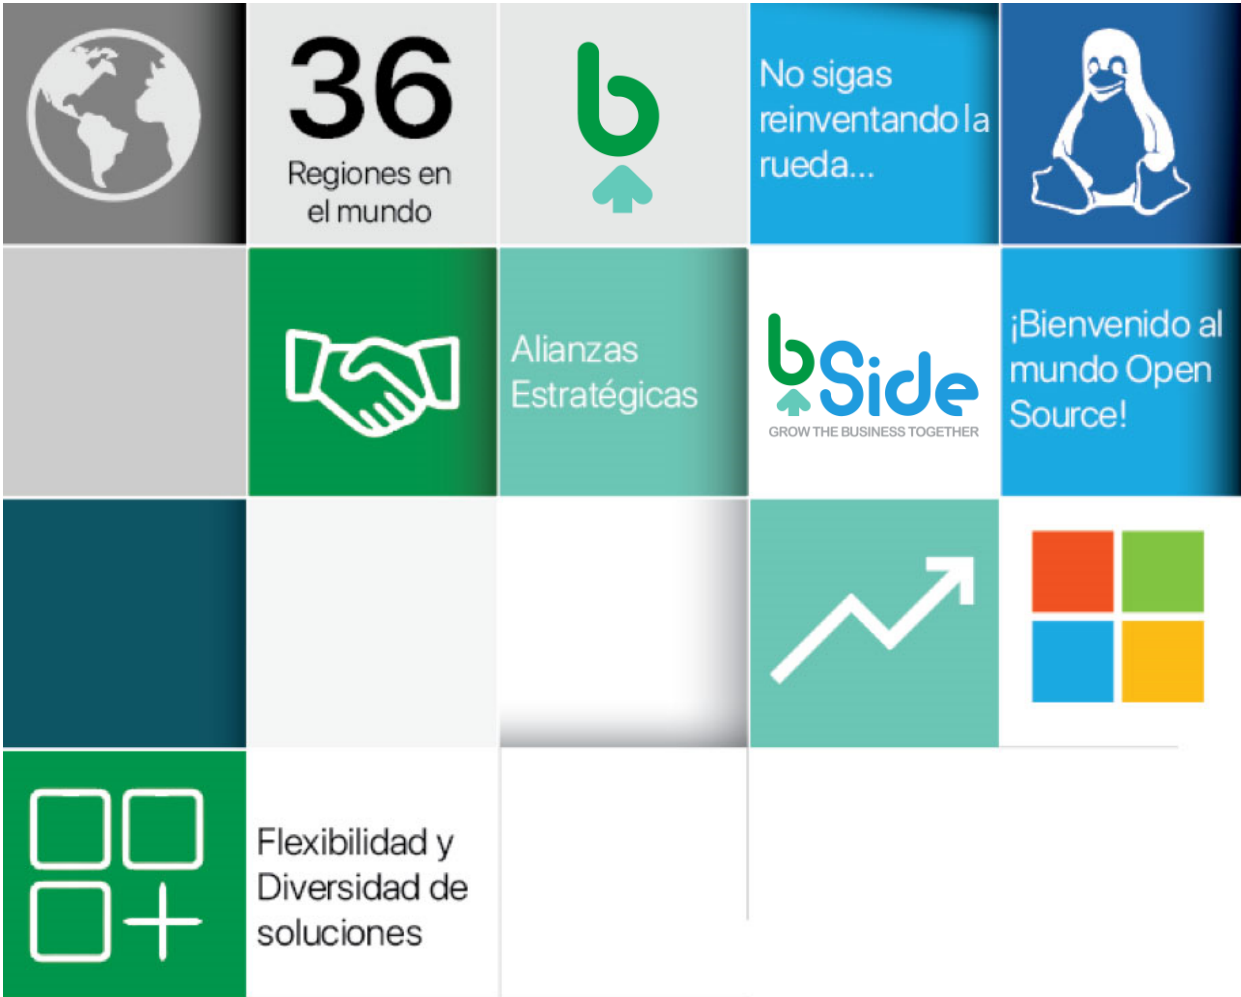 36
Regiones en
el mundo
b
No sigas
reinventando la
rueda...
Alianzas
Estratégicas
bSide
GROW THE BUSINESS TOGETHER
¡Bienvenido al
mundo Open
Source!
Flexibilidad y
Diversidad de
soluciones